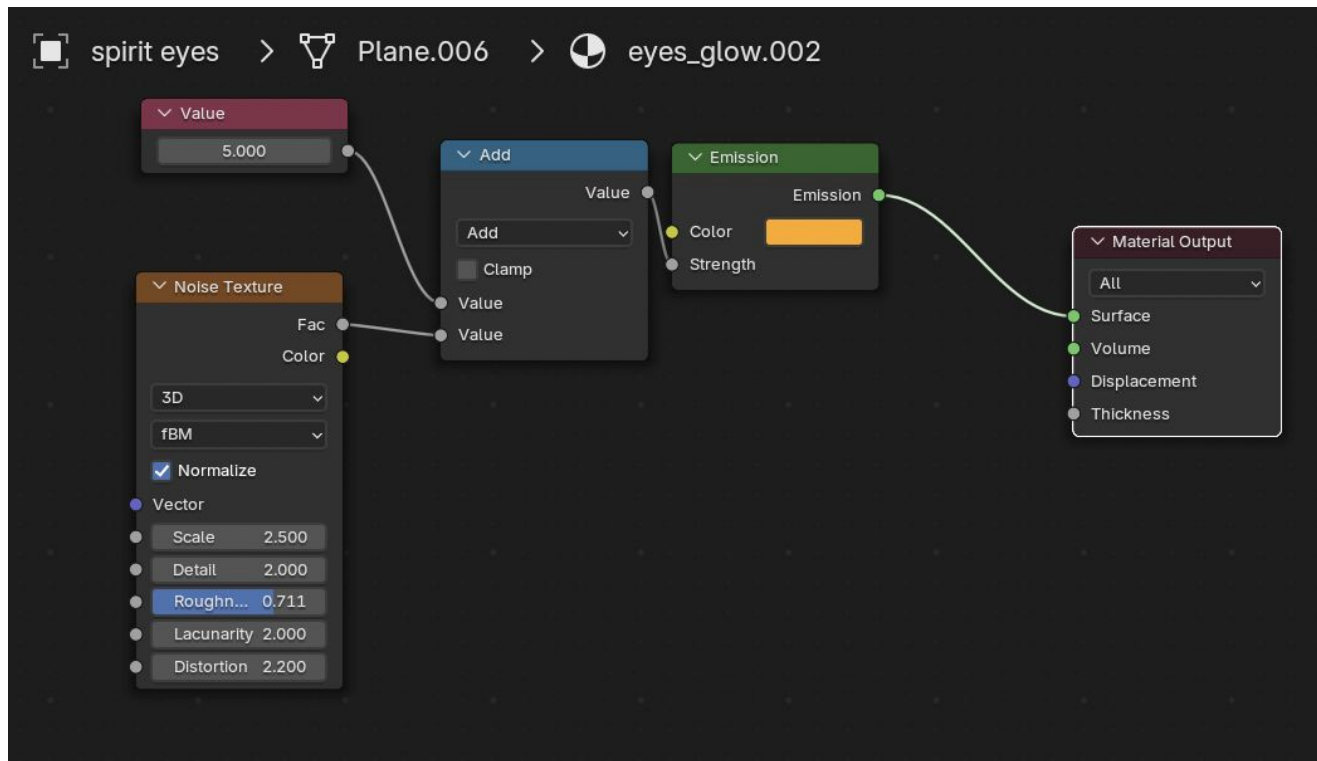 spirit eyes > Plane.006 > eyes_glow.002
Value
5.000
Noise Texture
Fac
Color
3D
fBM
Normalize
Vector
Scale 2.500
Detail 2.000
Roughn... 0.711
Lacunarity 2.000
Distortion 2.200
Add
Value
Add
Clamp
Value
Value
Emission
Emission
Color
Strength
Material Output
All
Surface
Volume
Displacement
Thickness